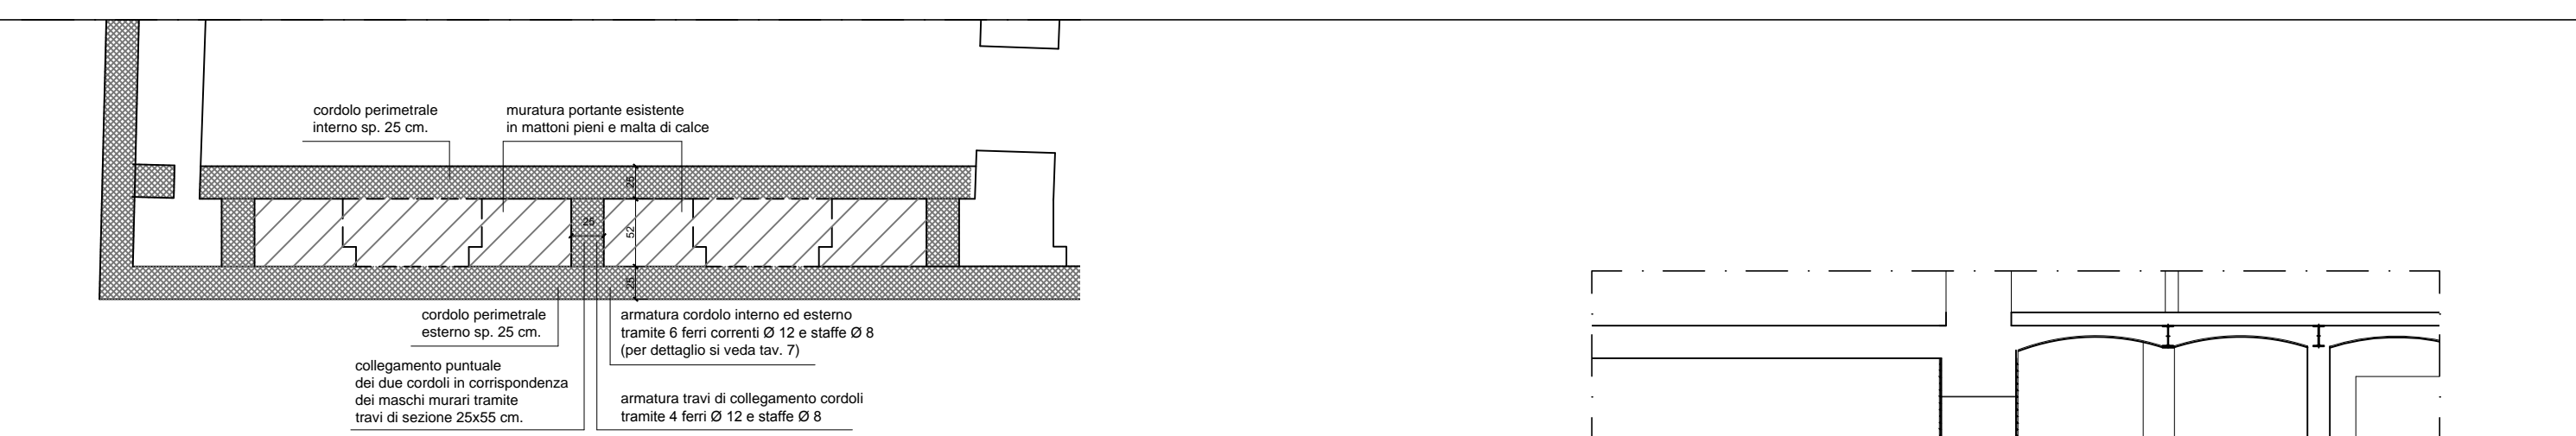 cordolo perimetrale
interno sp. 25 cm.
muratura portante esistente
in mattoni pieni e malta di calce
25
25
52
25
cordolo perimetrale
esterno sp. 25 cm.
armatura cordolo interno ed esterno
tramite 6 ferri correnti Ø 12 e staffe Ø 8
(per dettaglio si veda tav. 7)
collegamento puntuale
dei due cordoli in corrispondenza
dei maschi murari tramite
travi di sezione 25x55 cm.
armatura travi di collegamento cordoli
tramite 4 ferri Ø 12 e staffe Ø 8